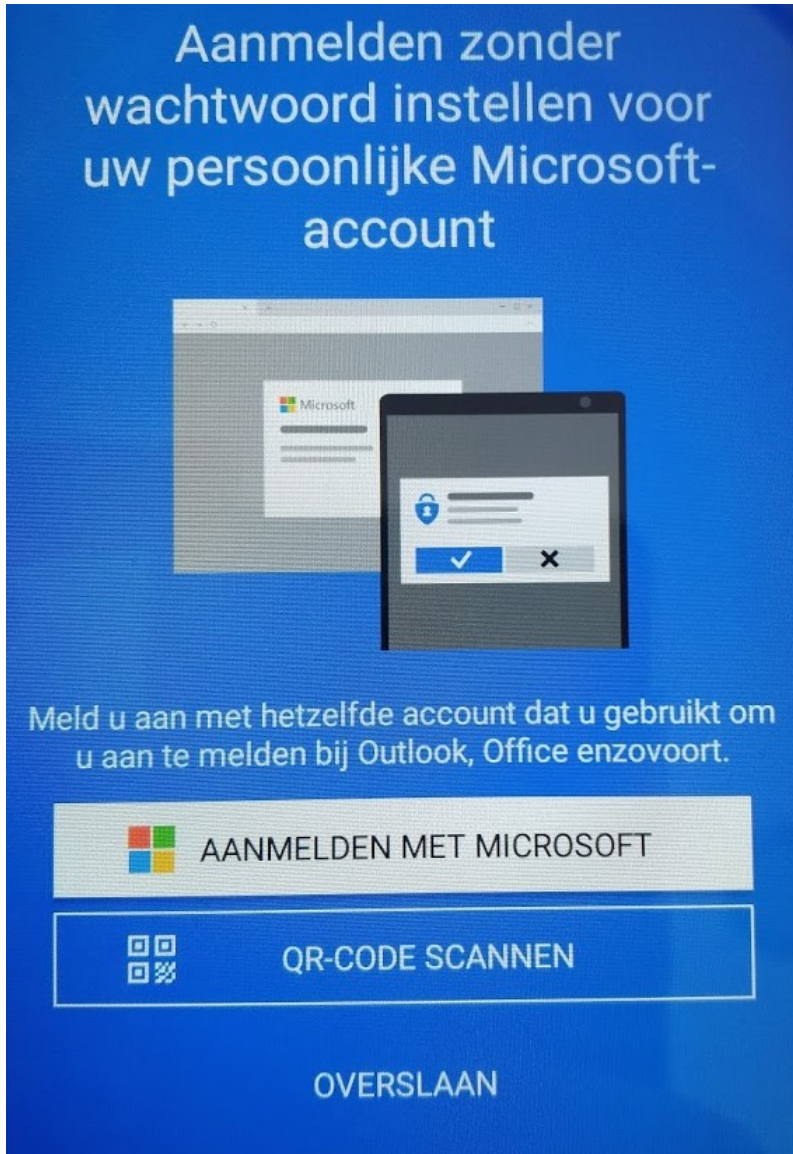 Aanmelden zonder
wachtwoord instellen voor
uw persoonlijke Microsoft-
account
Microsoft
Meld u aan met hetzelfde account dat u gebruikt om
u aan te melden bij Outlook, Office enzovoort.
AANMELDEN MET MICROSOFT
QR-CODE SCANNEN
OVERSLAAN